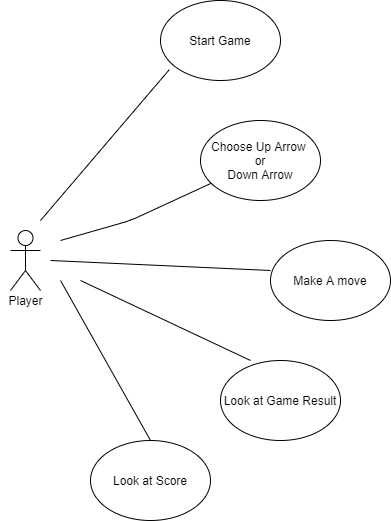 Start Game
Choose Up Arrow
or
Down Arrow
Player
Make A move
Look at Game Result
Look at Score